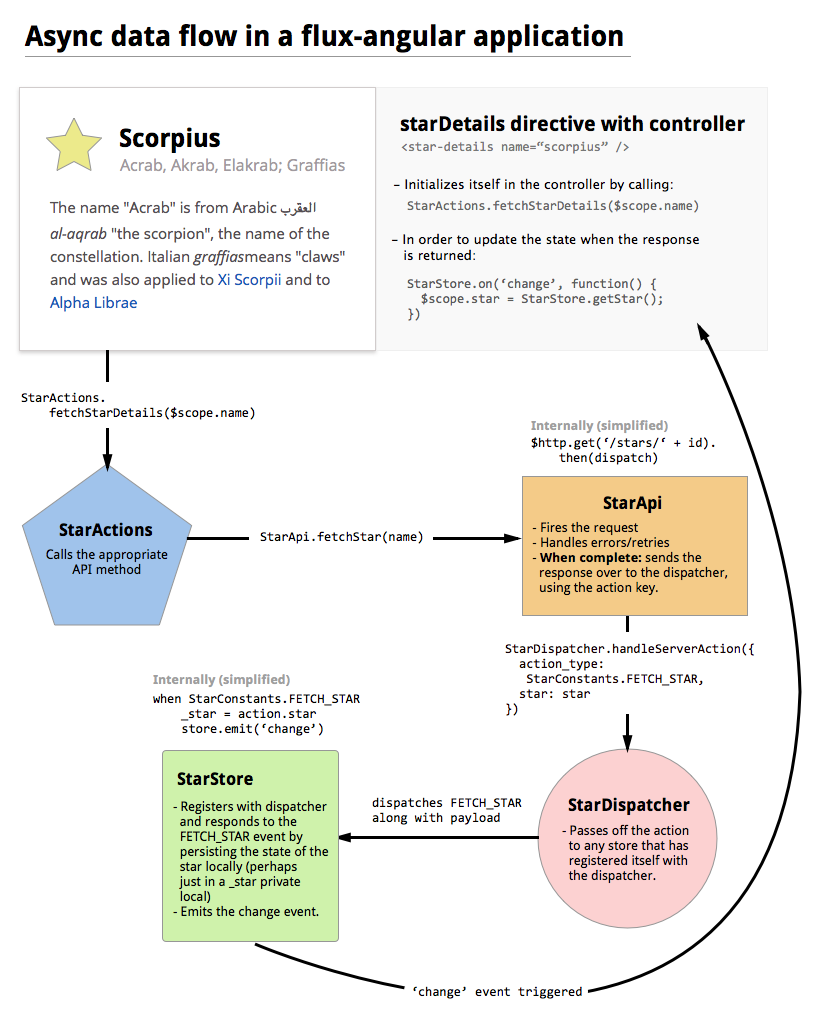 Async data flow in a flux-angular application
Scorpius
Acrab, Akrab, Elakrab; Graffias
The name "Acrab" is from Arabic العقرب
al-aqrab "the scorpion", the name of the
constellation. Italian graffiasmeans "claws"
and was also applied to Xi Scorpii and to
Alpha Librae
starDetails directive with controller
<star-details name=“scorpius” />
– Initializes itself in the controller by calling:
StarActions.fetchStarDetails($scope.name)
– In order to update the state when the response
is returned:
StarStore.on(‘change’, function() {
$scope.star = StarStore.getStar();
})
StarActions.
fetchStarDetails($scope.name)
StarActions
Calls the appropriate
API method
StarApi.fetchStar(name)
Internally (simplified)
$http.get(‘/stars/‘ + id).
then(dispatch)
StarApi
- Fires the request
- Handles errors/retries
- When complete: sends the
response over to the dispatcher,
using the action key.
StarDispatcher.handleServerAction({
action_type:
StarConstants.FETCH_STAR,
star: star
})
StarDispatcher
- Passes off the action
to any store that has
registered itself with
the dispatcher.
dispatches FETCH_STAR
along with payload
Internally (simplified)
when StarConstants.FETCH_STAR
_star = action.star
store.emit(‘change’)
StarStore
- Registers with dispatcher
and responds to the
FETCH_STAR event by
persisting the state of the
star locally (perhaps
just in a _star private
local)
- Emits the change event.
‘change’ event triggered